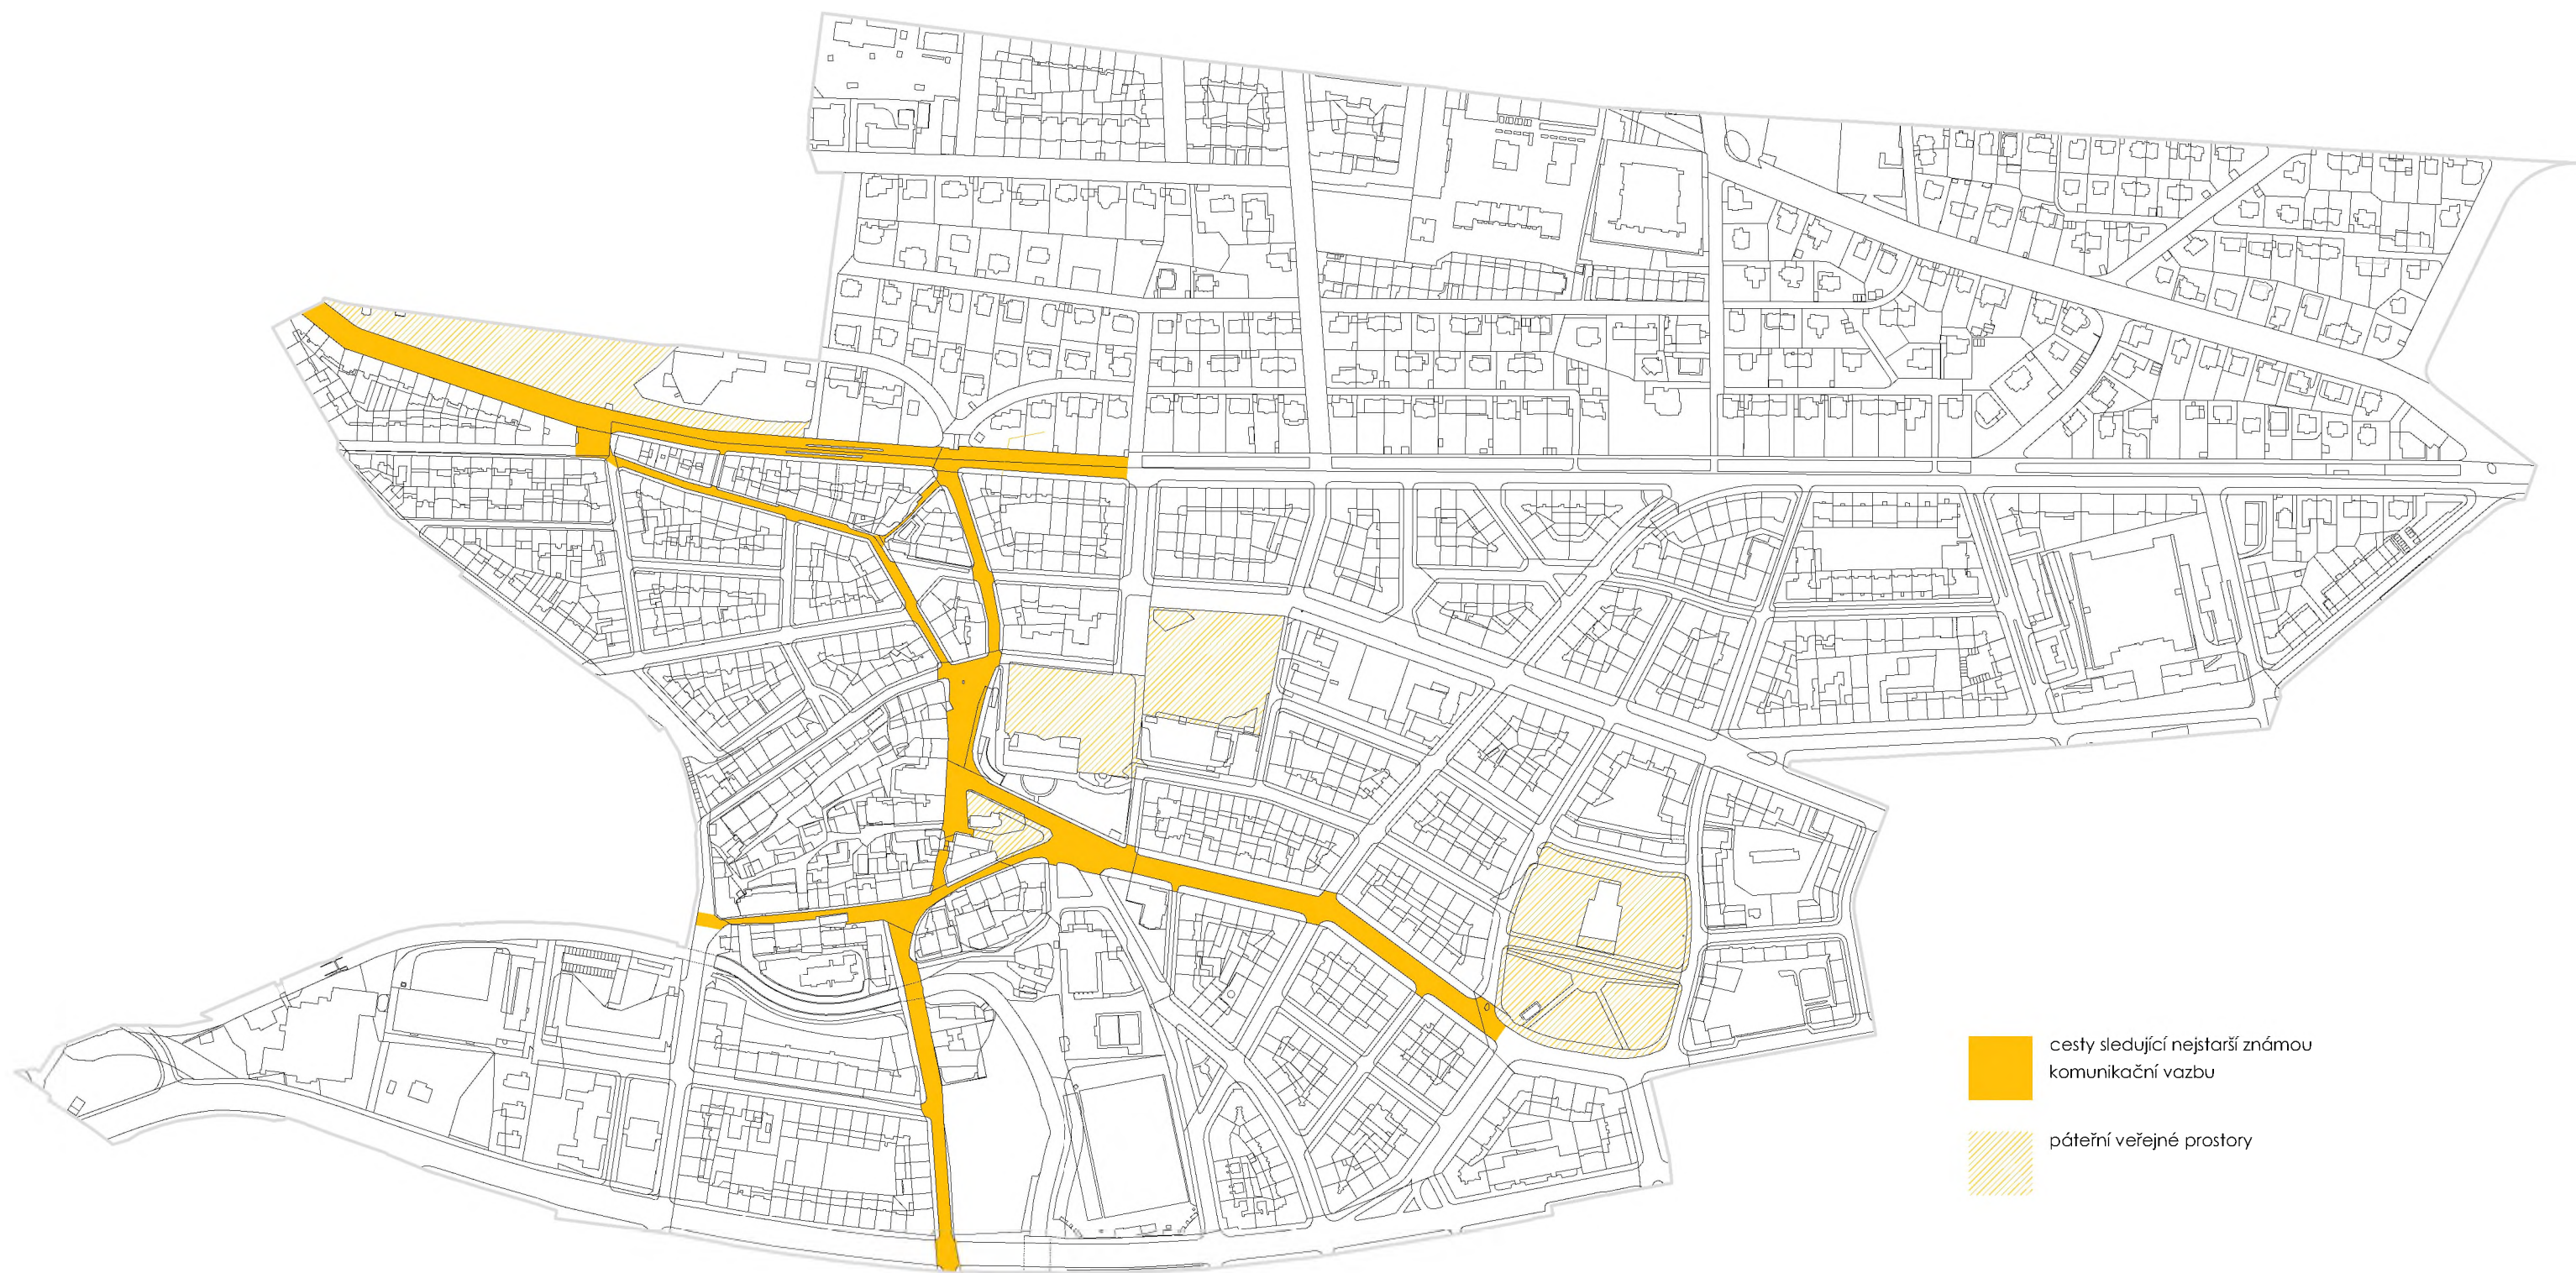 cesty sledující nejstarší známou
komunikační vazbu
páteřní veřejné prostory